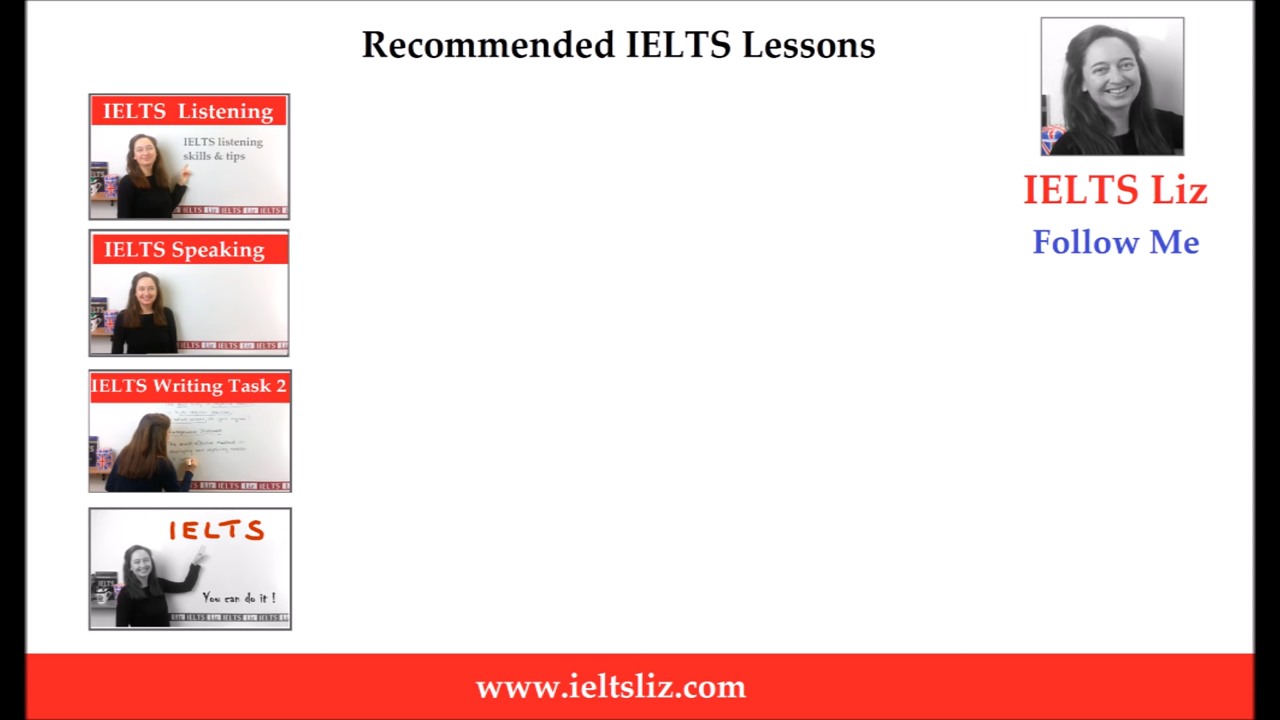 Recommended IELTS Lessons
IELTS Listening
IELTS listening
skills & tips
IELTS Speaking
IELTS Writing Task 2
IELTS
You can do it !
IELTS Liz
Follow Me
www.ieltsliz.com